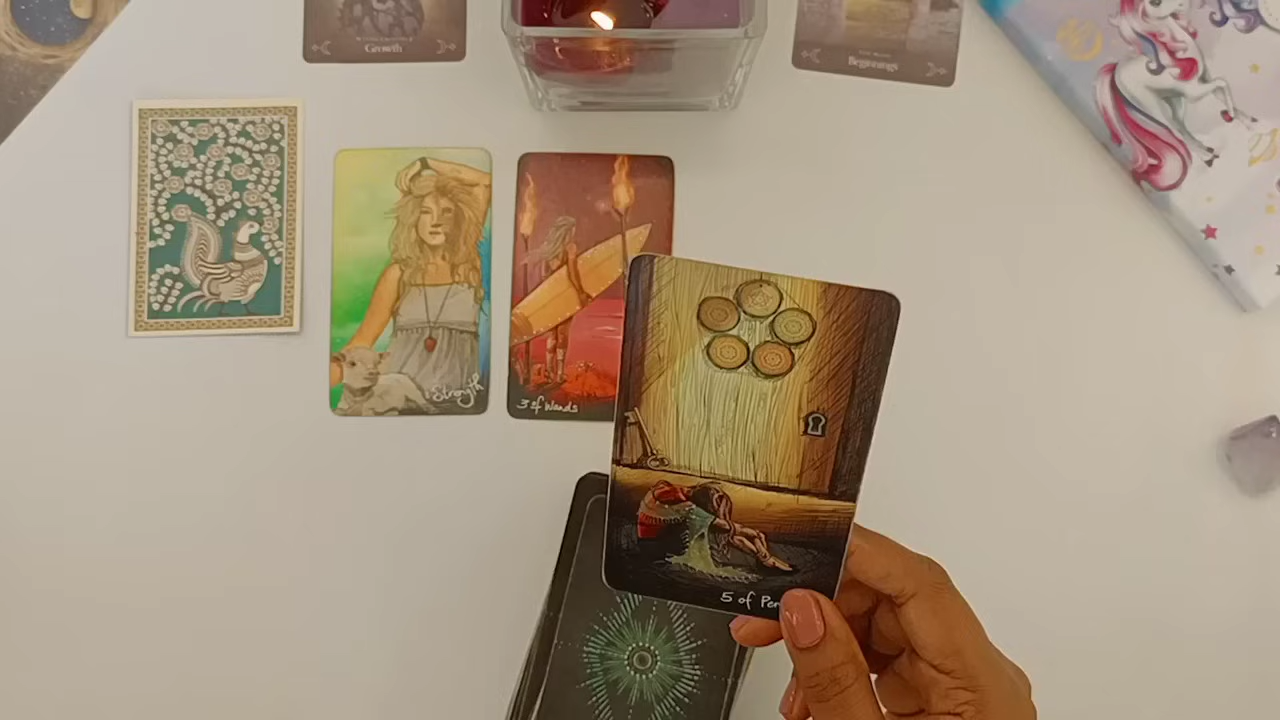 Growth
Beginnings
Strength
3 of Wands
5 of Pen